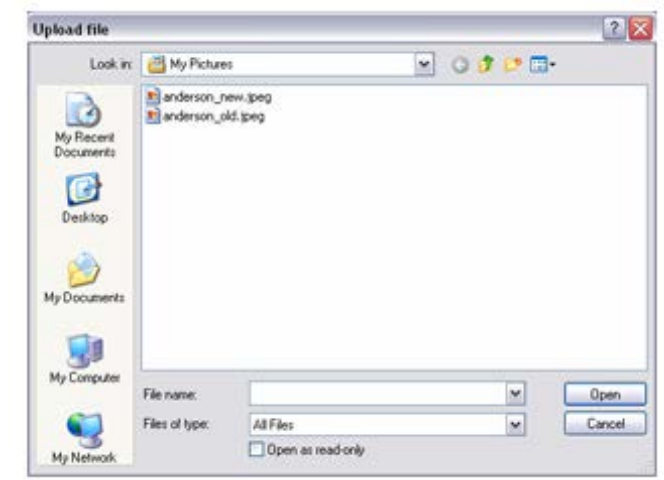 Upload file
Look in:
My Pictures
anderson_new.jpeg
anderson_old.jpeg
My Recent
Documents
Desktop
My Documents
My Computer
My Network
File name:
Open
Files of type:
All Files
Cancel
Open as read-only